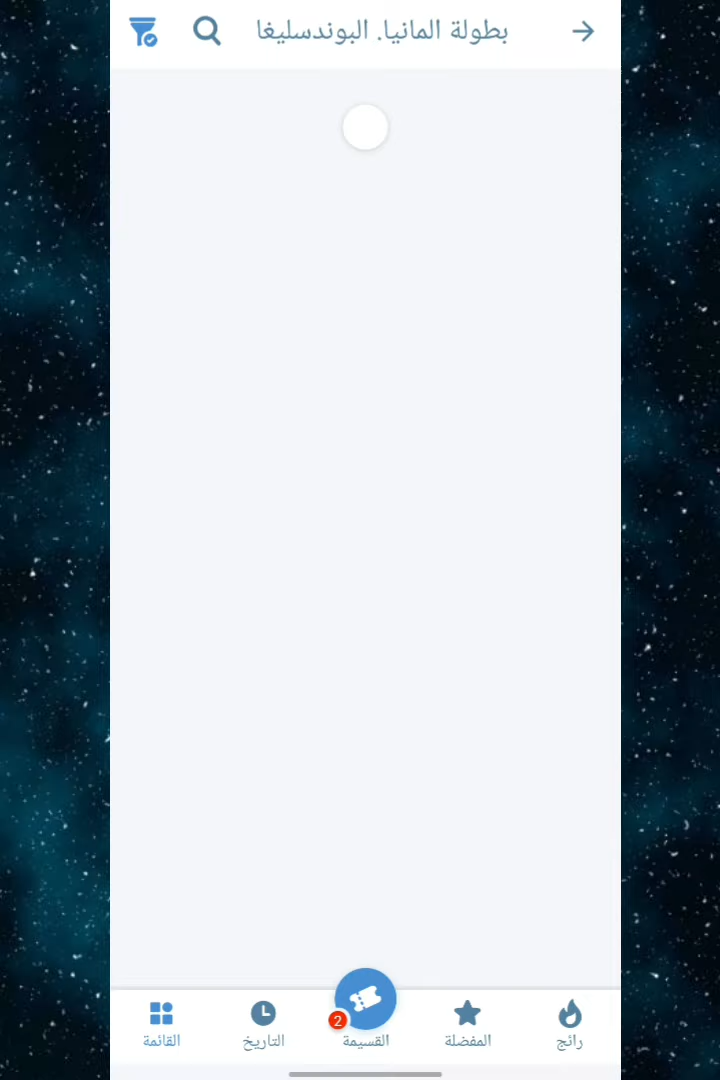 بطولة المانيا. البوندسليغا
رائج
المفضلة
القسيمة
2
التاريخ
القائمة